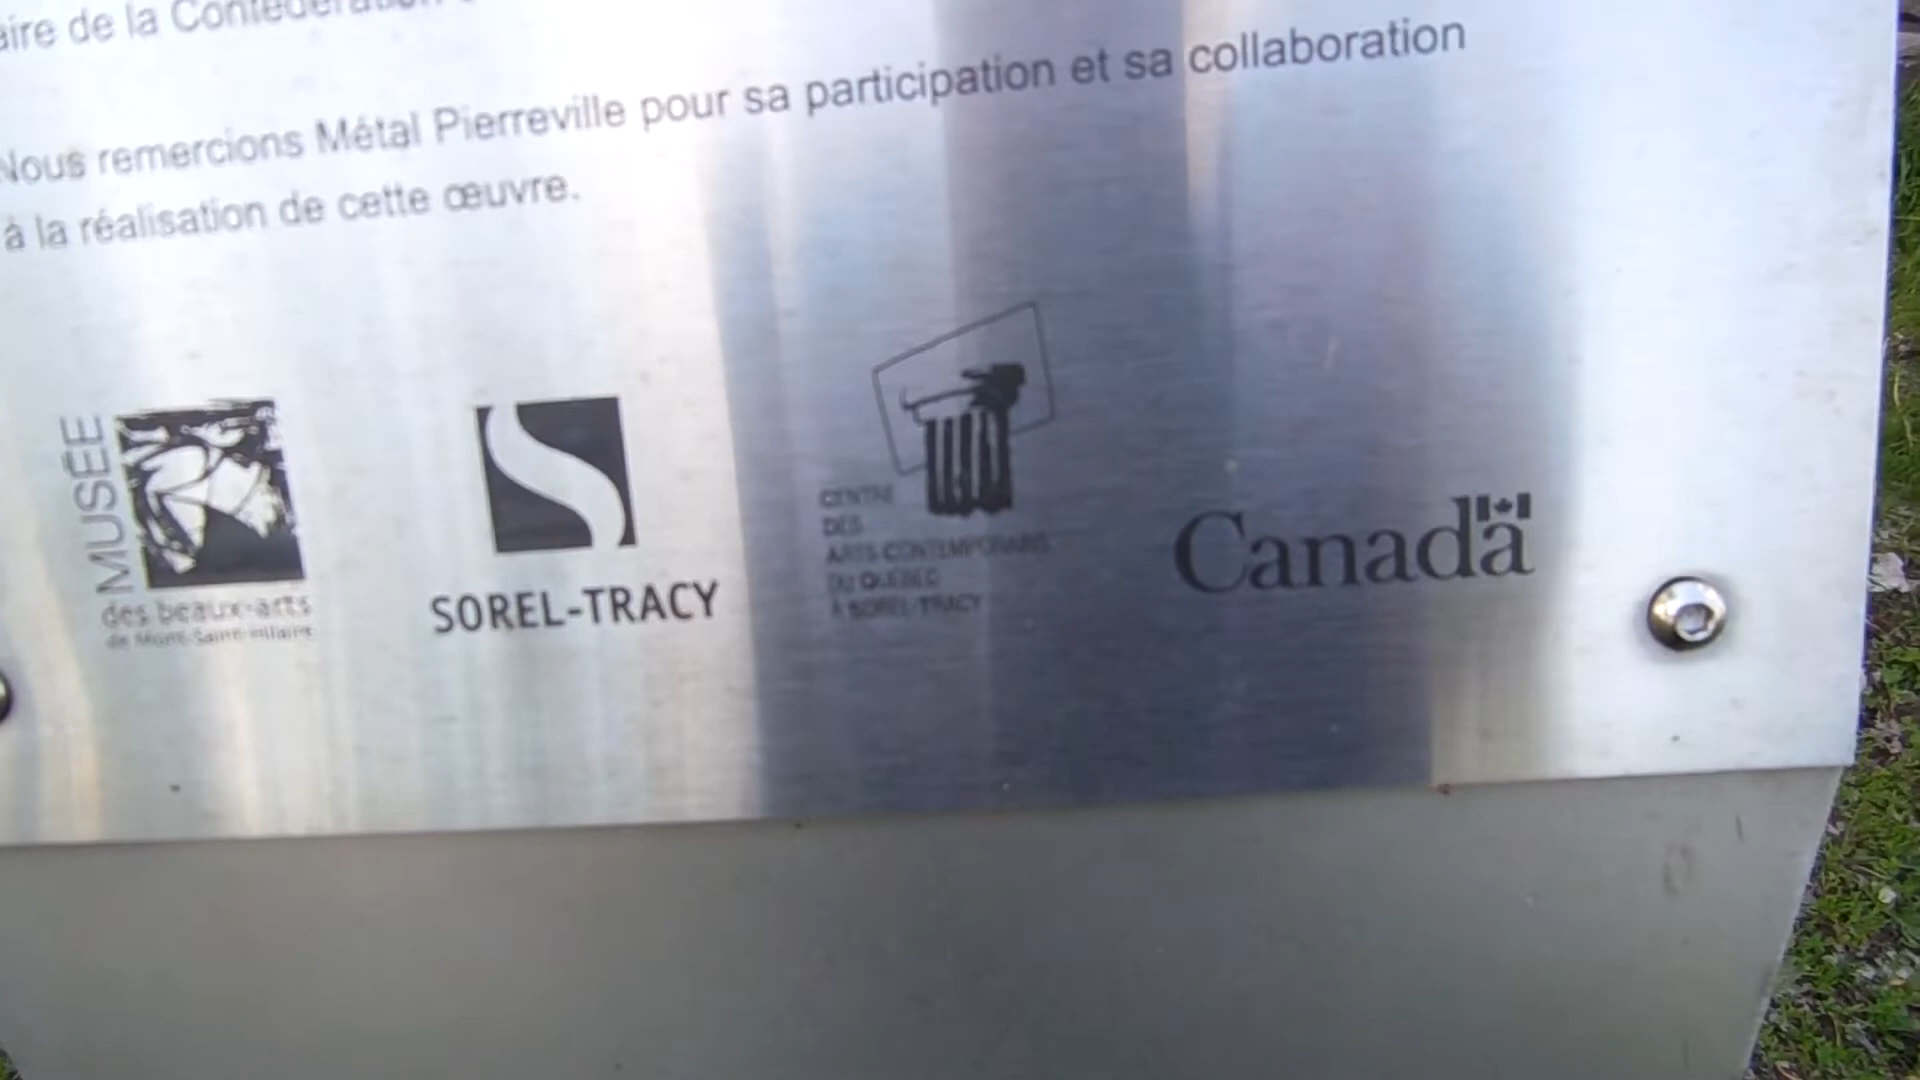 aire de la Confédération
Nous remercions Métal Pierreville pour sa participation et sa collaboration
à la réalisation de cette œuvre.
MUSÉE
des beaux-arts
de Mont-Saint-Hilaire
SOREL-TRACY
CENTRE
DES
ARTS CONTEMPORAINS
DU QUÉBEC
À SOREL-TRACY
Canada